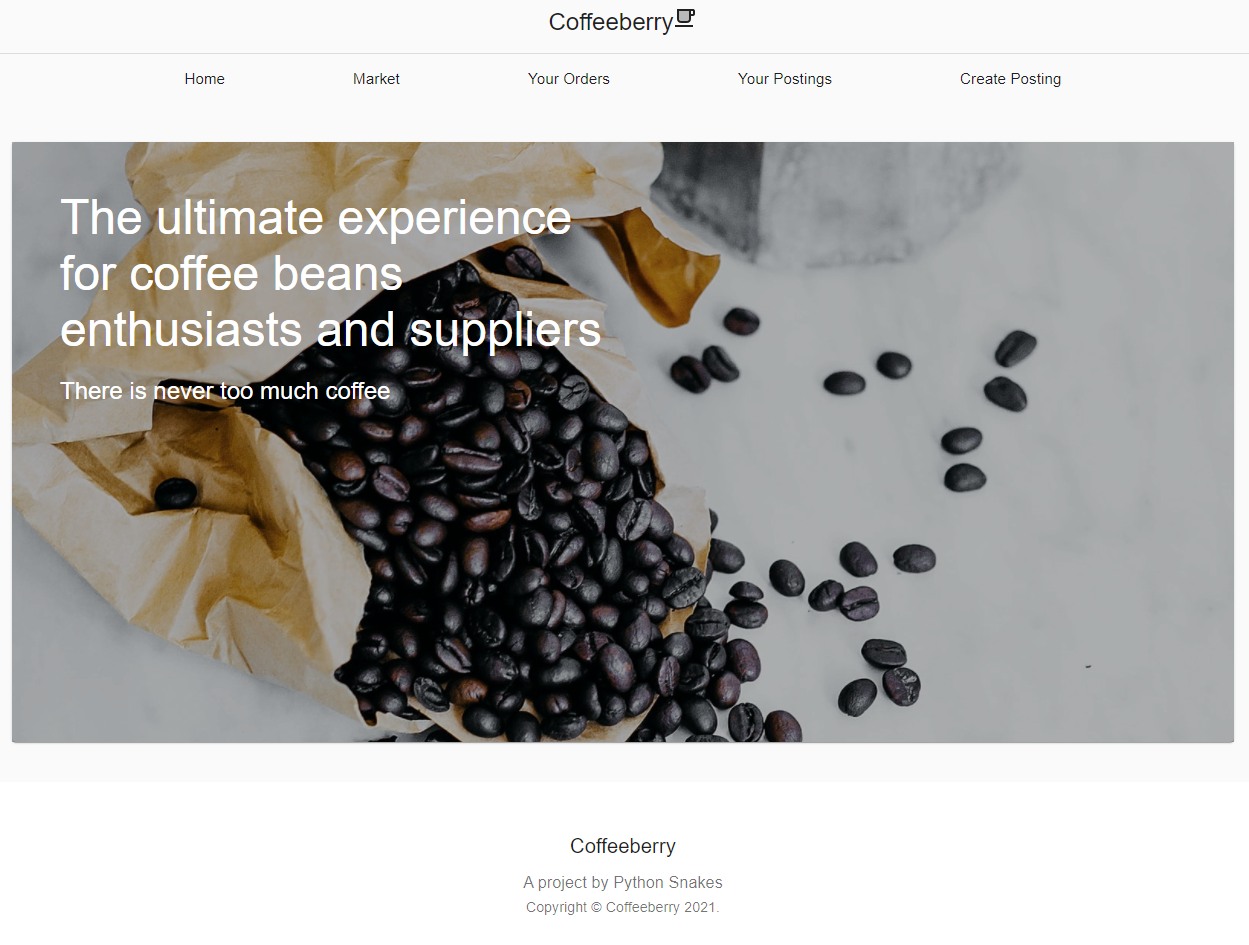 Coffeeberry
Home Market Your Orders Your Postings Create Posting
The ultimate experience
for coffee beans
enthusiasts and suppliers
There is never too much coffee
Coffeeberry
A project by Python Snakes
Copyright © Coffeeberry 2021.